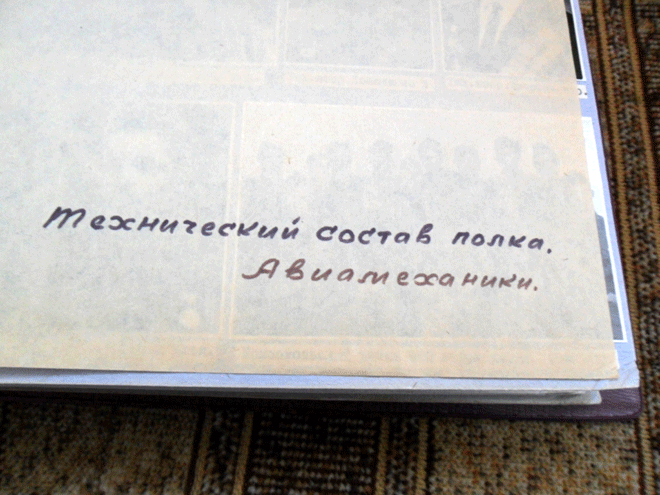 Технический состав полка.
Авиамеханики.